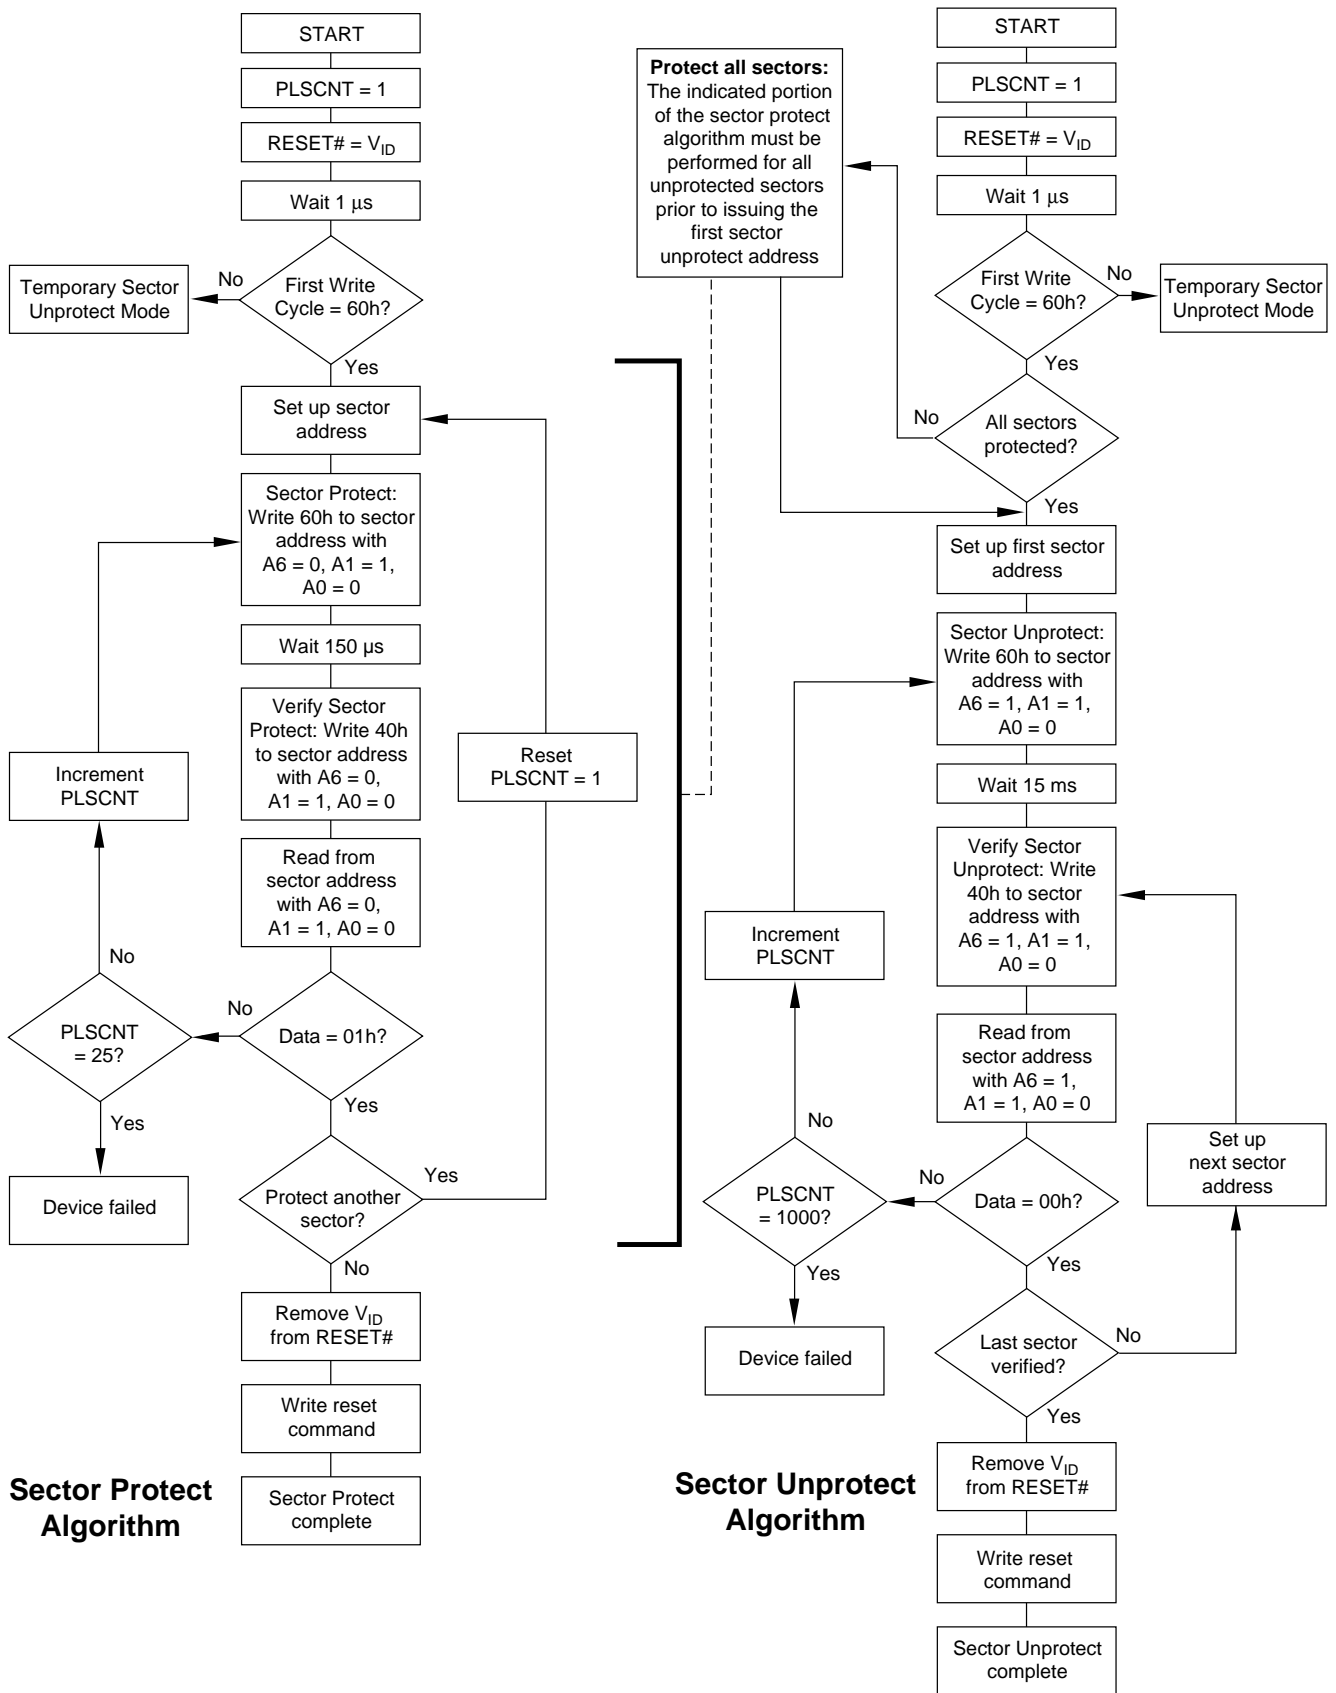 START
PLSCNT = 1
RESET# = VID
Wait 1 μs
First Write
Cycle = 60h?
No
Temporary Sector
Unprotect Mode
Yes
Set up sector
address
Sector Protect:
Write 60h to sector
address with
A6 = 0, A1 = 1,
A0 = 0
Wait 150 µs
Verify Sector
Protect: Write 40h
to sector address
with A6 = 0,
A1 = 1, A0 = 0
Reset
PLSCNT = 1
Increment
PLSCNT
Read from
sector address
with A6 = 0,
A1 = 1, A0 = 0
No
PLSCNT
= 25?
No
Data = 01h?
Yes
Yes
Device failed
Protect another
sector?
Yes
No
Remove VID
from RESET#
Write reset
command
Sector Protect
complete
Sector Protect
Algorithm
Protect all sectors:
The indicated portion
of the sector protect
algorithm must be
performed for all
unprotected sectors
prior to issuing the
first sector
unprotect address
START
PLSCNT = 1
RESET# = VID
Wait 1 μs
First Write
Cycle = 60h?
No
Temporary Sector
Unprotect Mode
Yes
No
All sectors
protected?
Yes
Set up first sector
address
Sector Unprotect:
Write 60h to sector
address with
A6 = 1, A1 = 1,
A0 = 0
Wait 15 ms
Verify Sector
Unprotect: Write
40h to sector
address with
A6 = 1, A1 = 1,
A0 = 0
Increment
PLSCNT
Read from
sector address
with A6 = 1,
A1 = 1, A0 = 0
No
PLSCNT
= 1000?
No
Data = 00h?
Set up
next sector
address
Yes
Yes
Device failed
Last sector
verified?
No
Yes
Remove VID
from RESET#
Write reset
command
Sector Unprotect
complete
Sector Unprotect
Algorithm